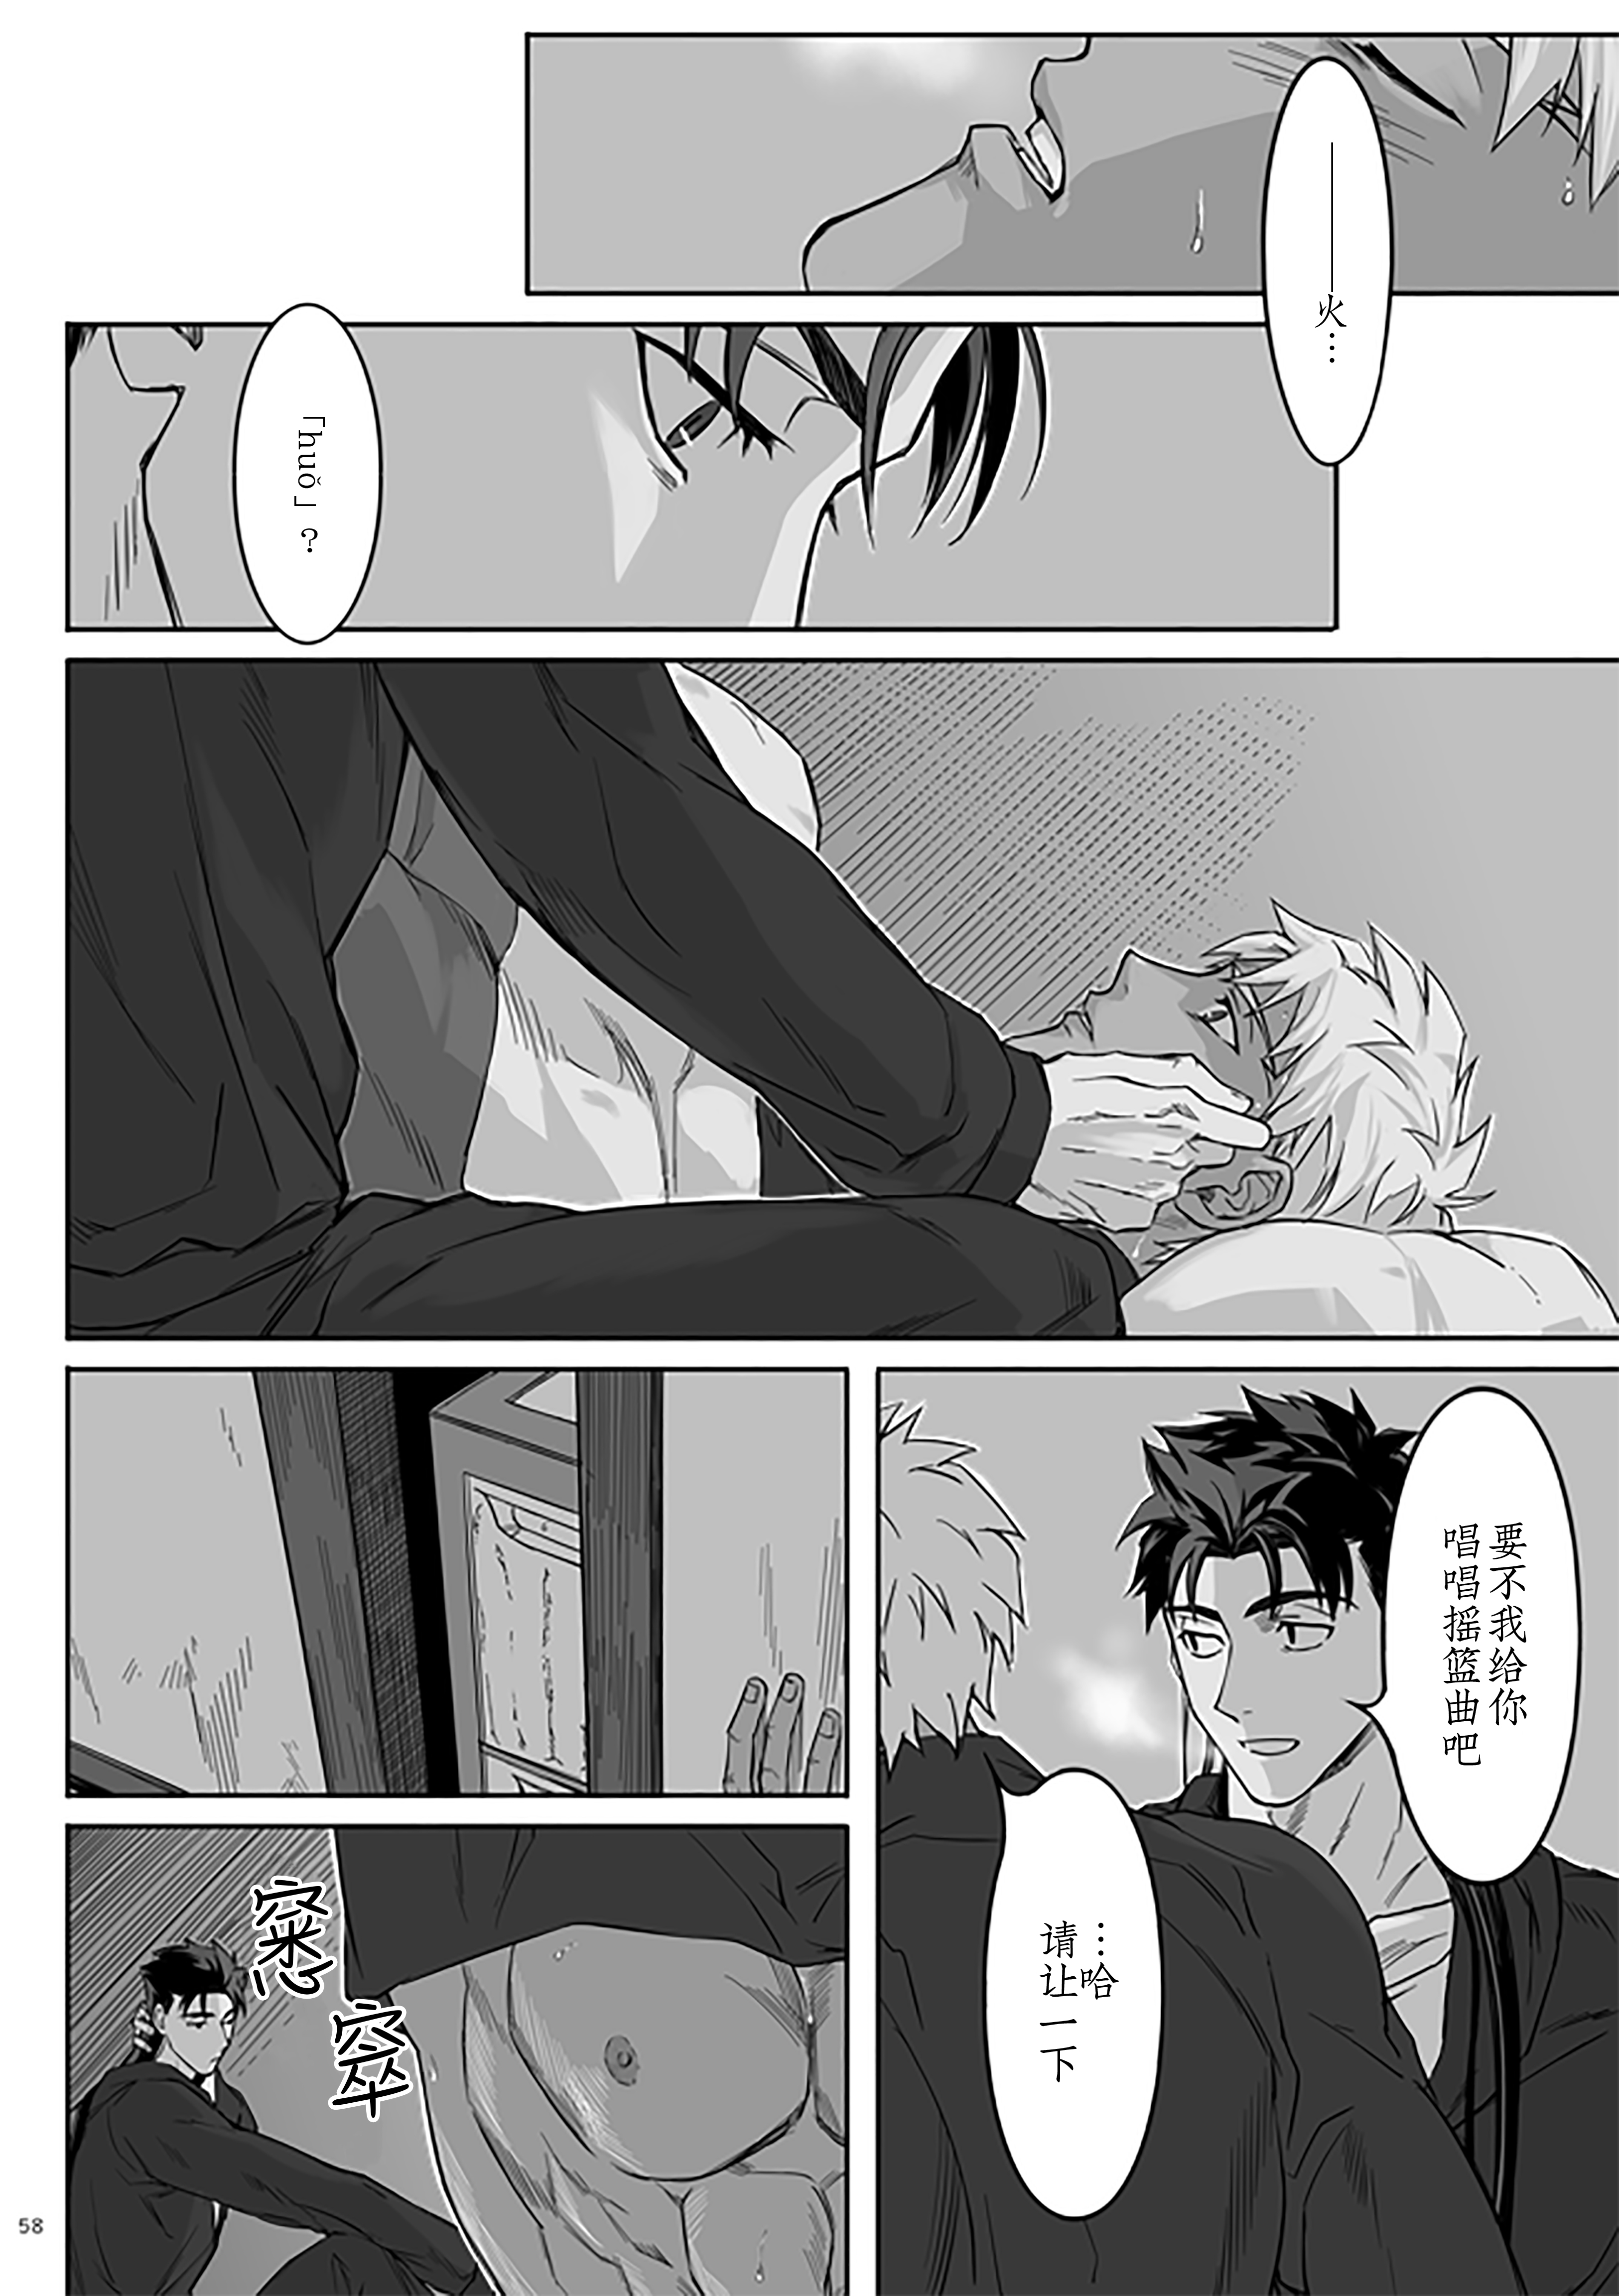 ——火…
「huǒ」?
要不我给你
唱唱摇篮曲吧
…哈
请让一下
窸
窣
58